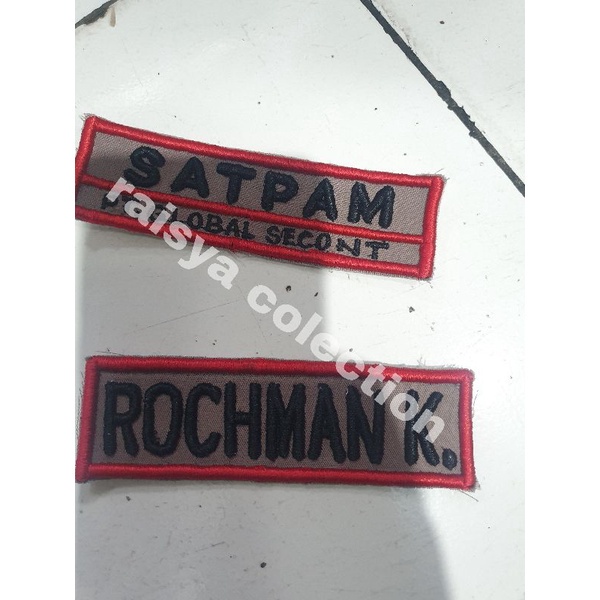 SATPAM
GLOBAL SECONT
ROCHMAN K.
raisya colection